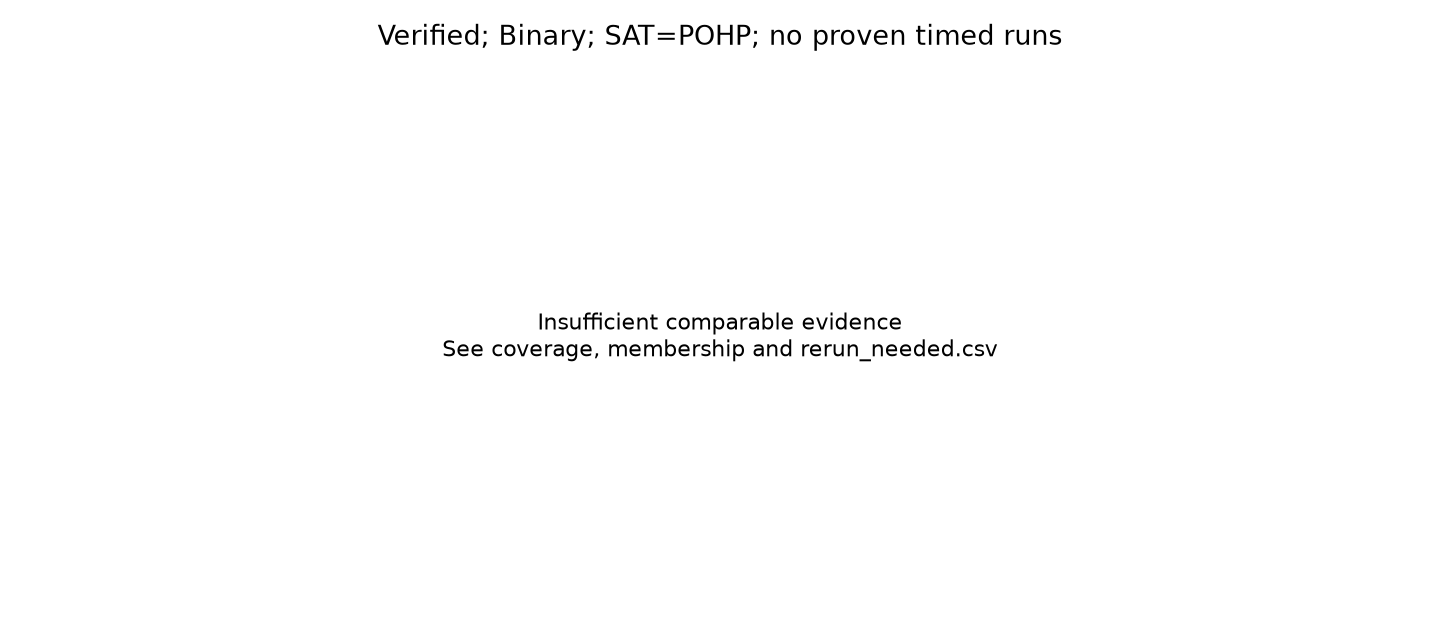 Verified; Binary; SAT=POHP; no proven timed runs
Insufficient comparable evidence
See coverage, membership and rerun_needed.csv